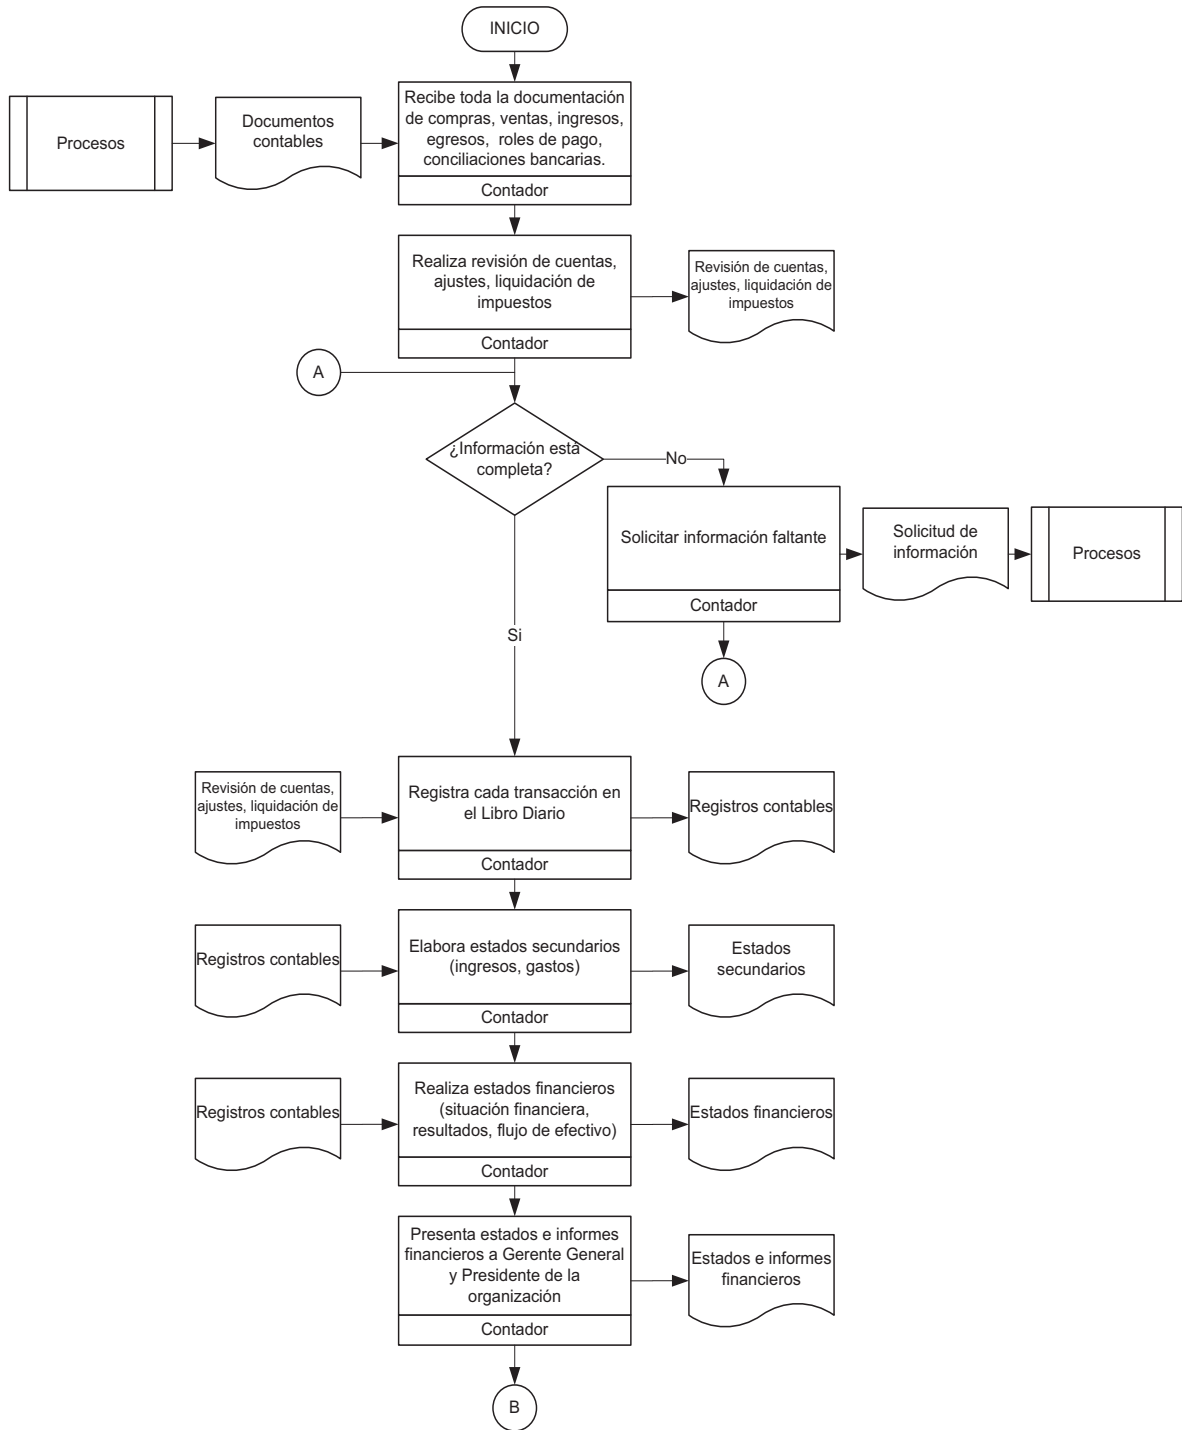 INICIO
Procesos
Documentos
contables
Recibe toda la documentación
de compras, ventas, ingresos,
egresos, roles de pago,
conciliaciones bancarias.
Contador
Realiza revisión de cuentas,
ajustes, liquidación de
impuestos
Contador
Revisión de cuentas,
ajustes, liquidación de
impuestos
A
¿Información está
completa?
No
Solicitar información faltante
Contador
Solicitud de
información
Procesos
Si
A
Revisión de cuentas,
ajustes, liquidación de
impuestos
Registra cada transacción en
el Libro Diario
Contador
Registros contables
Registros contables
Elabora estados secundarios
(ingresos, gastos)
Contador
Estados
secundarios
Registros contables
Realiza estados financieros
(situación financiera,
resultados, flujo de efectivo)
Contador
Estados financieros
Presenta estados e informes
financieros a Gerente General
y Presidente de la
organización
Contador
Estados e informes
financieros
B